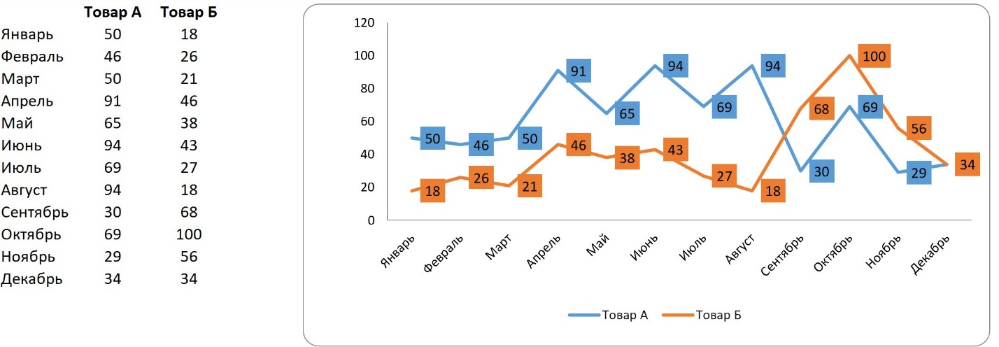 Товар А Товар Б
Январь 50 18
Февраль 46 26
Март 50 21
Апрель 91 46
Май 65 38
Июнь 94 43
Июль 69 27
Август 94 18
Сентябрь 30 68
Октябрь 69 100
Ноябрь 29 56
Декабрь 34 34
120
100
80
60
40
20
0
50 46 50 91 65 94 69 94 30 69 29
18 26 21 46 38 43 27 18 68 100 56 34
Январь Февраль Март Апрель Май Июнь Июль Август Сентябрь Октябрь Ноябрь Декабрь
Товар А Товар Б